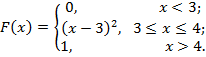 F(x) = { 0, x < 3;
(x − 3)², 3 ≤ x ≤ 4;
1, x > 4.